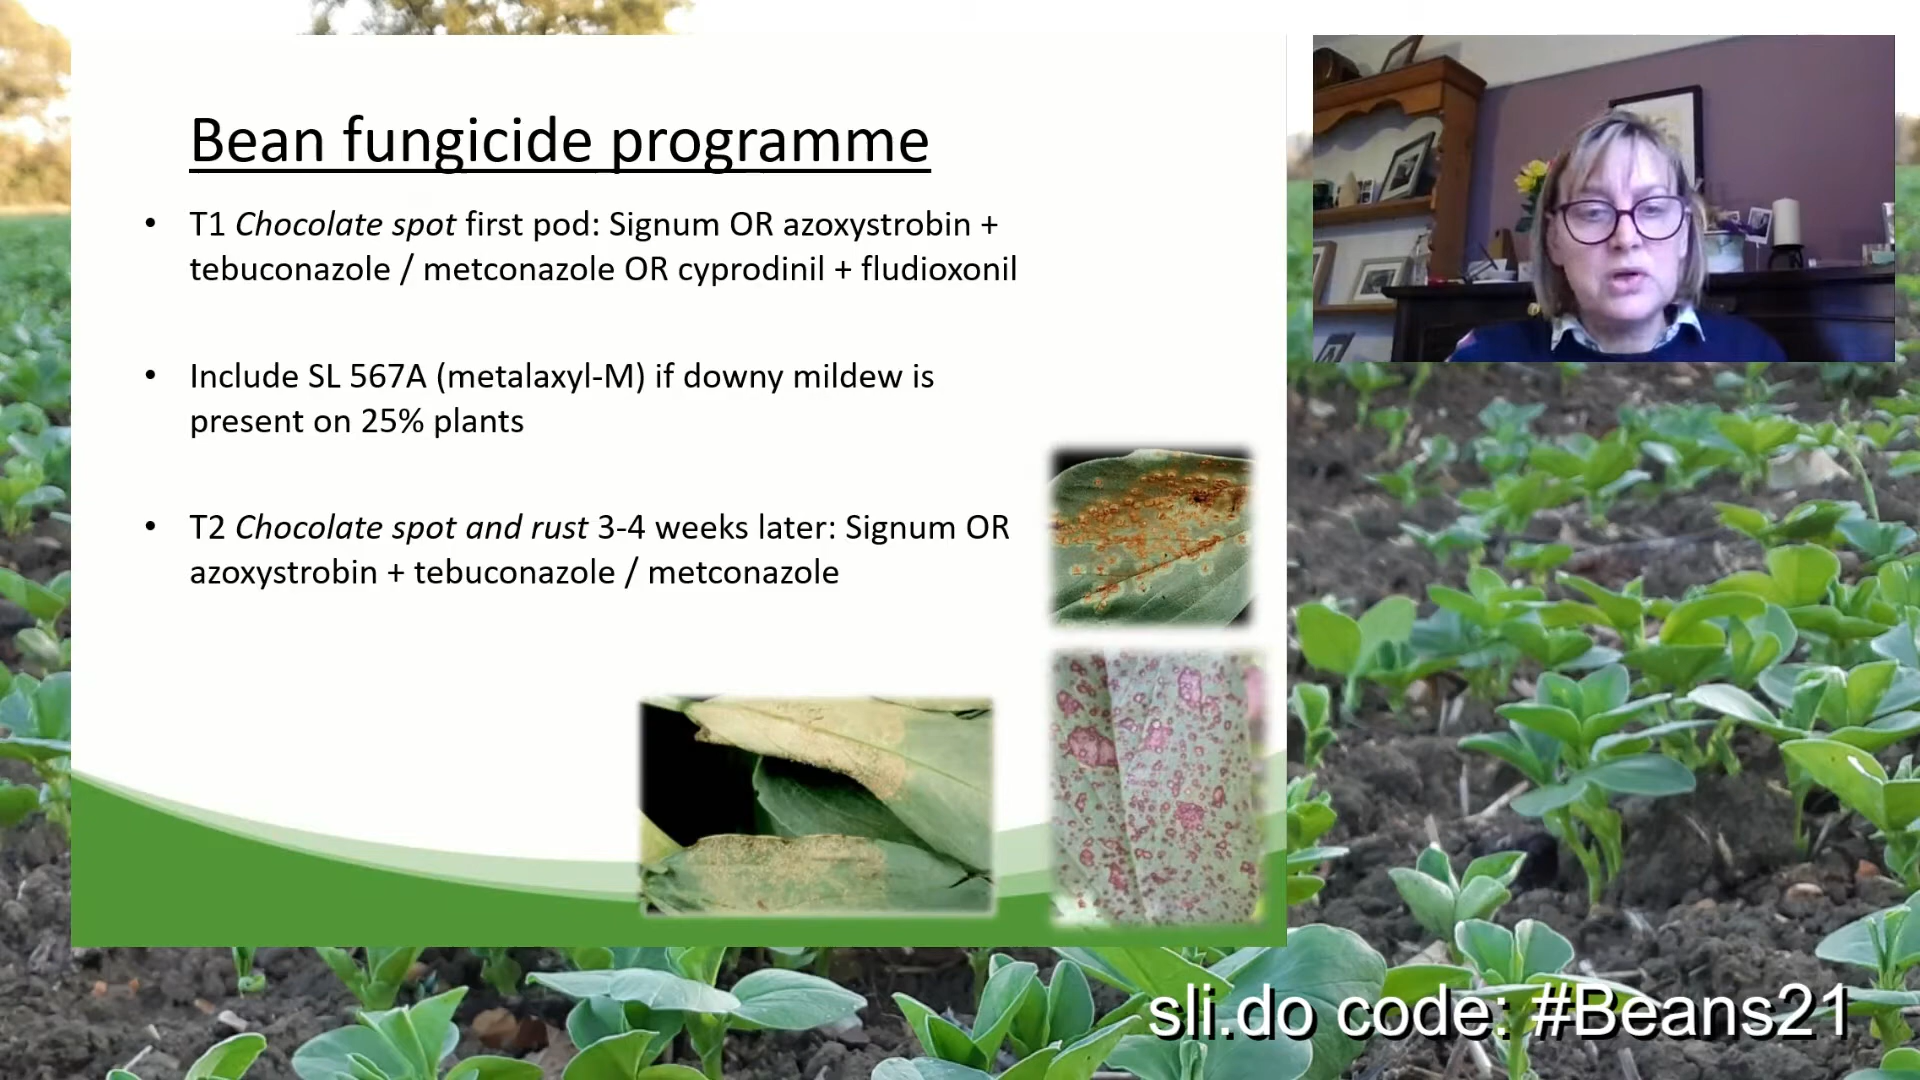 Bean fungicide programme
• T1 Chocolate spot first pod: Signum OR azoxystrobin +
tebuconazole / metconazole OR cyprodinil + fludioxonil
• Include SL 567A (metalaxyl-M) if downy mildew is
present on 25% plants
• T2 Chocolate spot and rust 3-4 weeks later: Signum OR
azoxystrobin + tebuconazole / metconazole
sli.do code: #Beans21